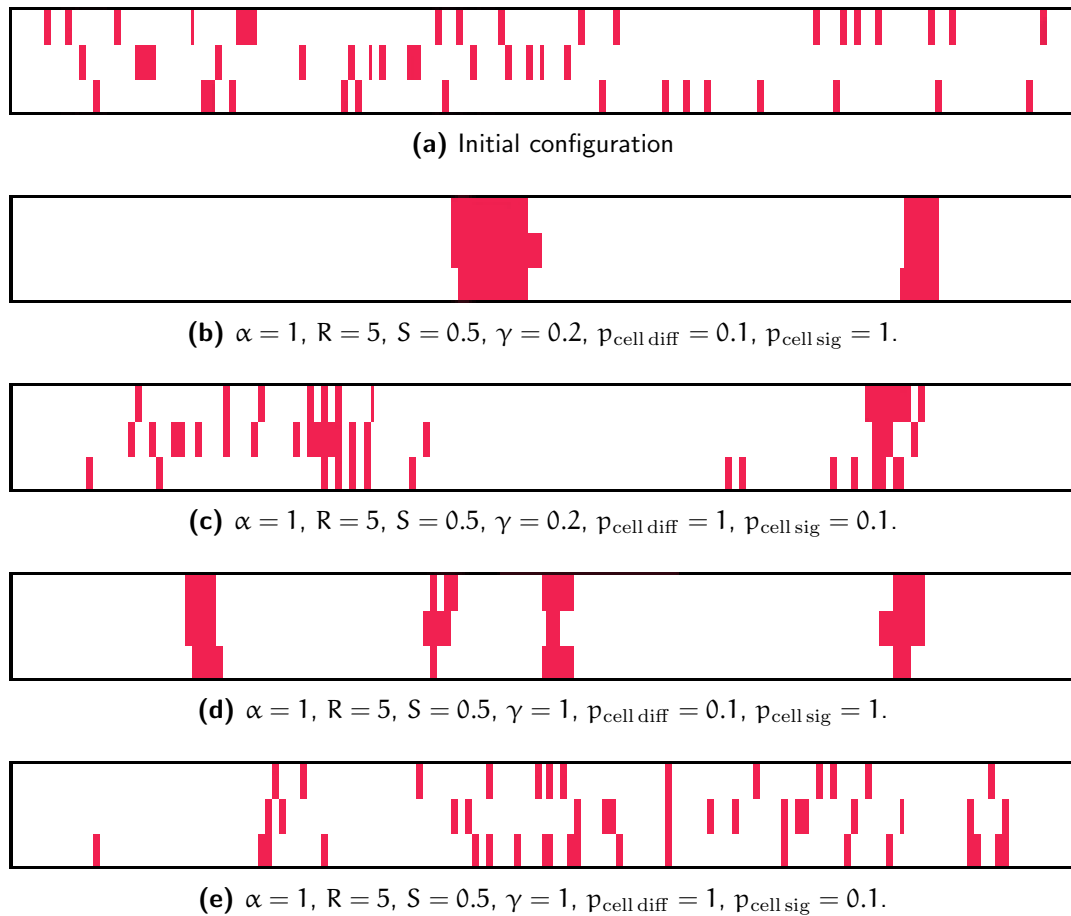 (a) Initial configuration
(b) α = 1, R = 5, S = 0.5, γ = 0.2, p_cell diff = 0.1, p_cell sig = 1.
(c) α = 1, R = 5, S = 0.5, γ = 0.2, p_cell diff = 1, p_cell sig = 0.1.
(d) α = 1, R = 5, S = 0.5, γ = 1, p_cell diff = 0.1, p_cell sig = 1.
(e) α = 1, R = 5, S = 0.5, γ = 1, p_cell diff = 1, p_cell sig = 0.1.